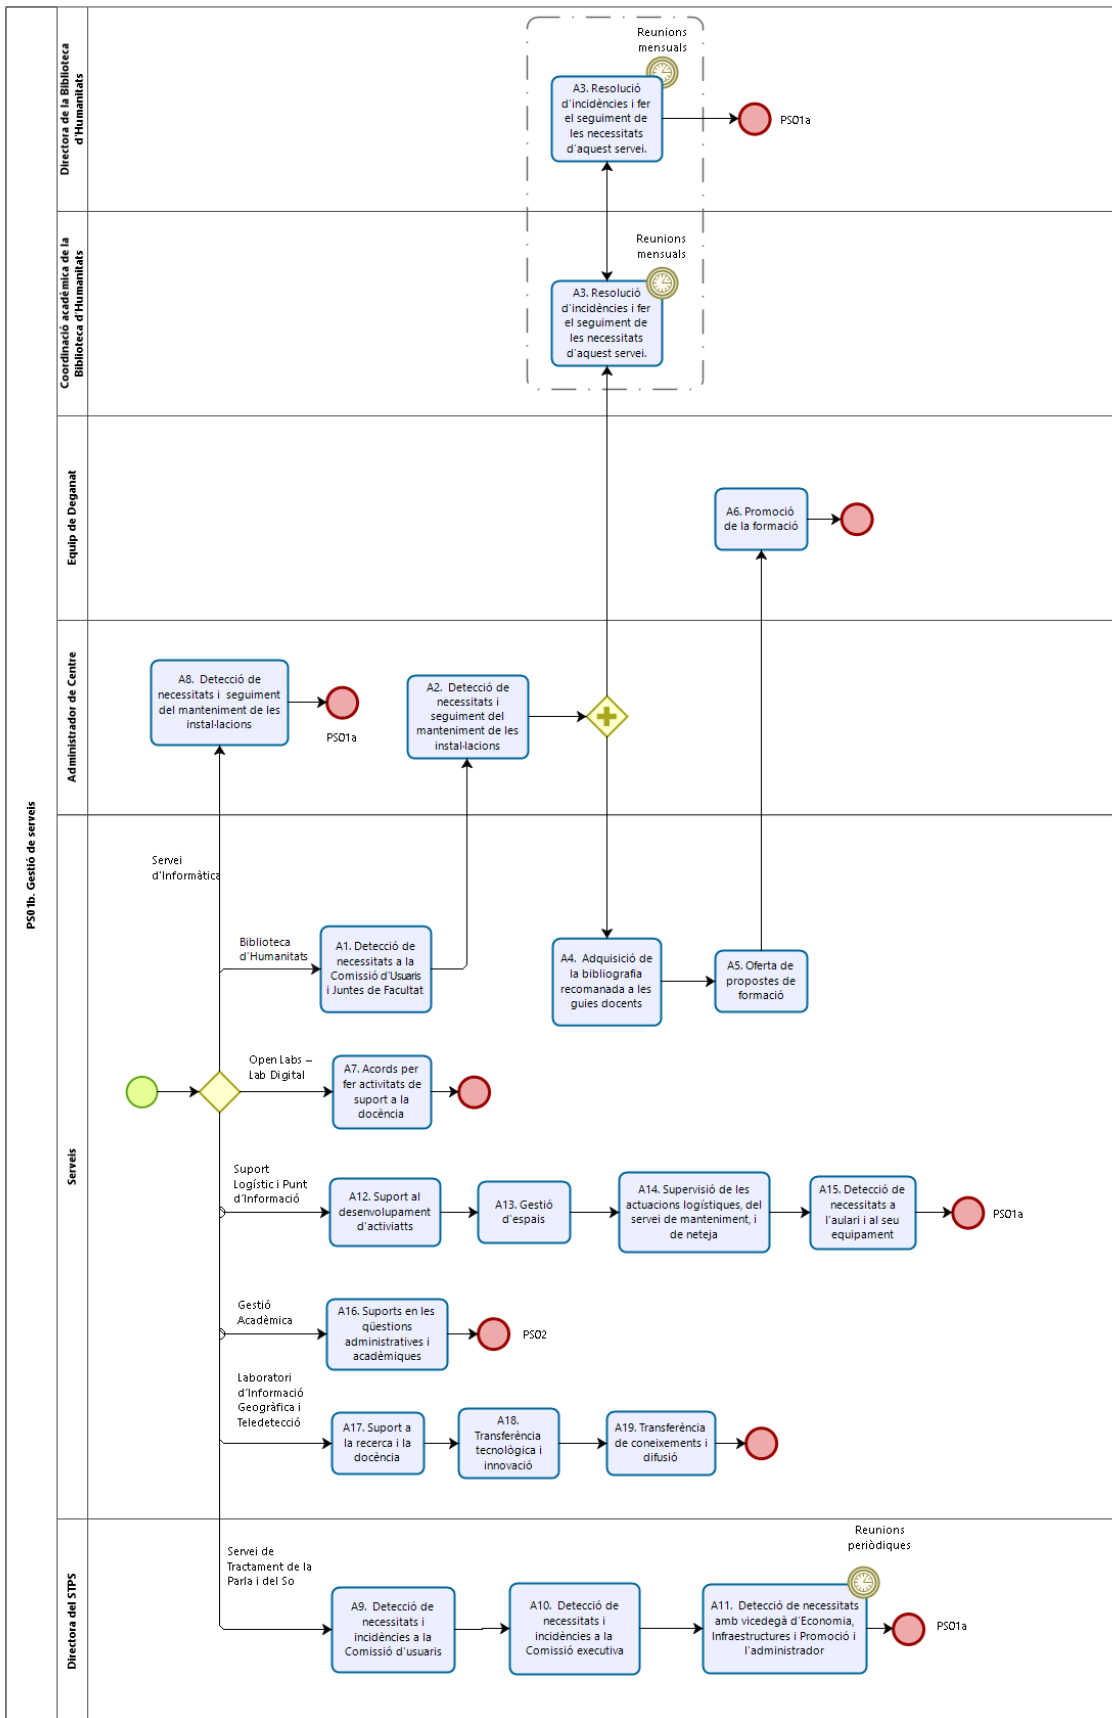 PS01b. Gestió de serveis
Directora de la Biblioteca
d'Humanitats
Reunions
mensuals
A3. Resolució
d'incidències i fer
el seguiment de
les necessitats
d'aquest servei.
PS01a
Coordinació acadèmica de la
Biblioteca d'Humanitats
Reunions
mensuals
A3. Resolució
d'incidències i fer
el seguiment de
les necessitats
d'aquest servei.
Equip de Deganat
A6. Promoció
de la formació
Administrador de Centre
A8. Detecció de
necessitats i seguiment
del manteniment de les
instal·lacions
PS01a
A2. Detecció de
necessitats i
seguiment del
manteniment de les
instal·lacions
Serveis
Servei
d'Informàtica
Biblioteca
d'Humanitats
A1. Detecció de
necessitats a la
Comissió d'Usuaris
i Juntes de Facultat
A4. Adquisició de
la bibliografia
recomanada a les
guies docents
A5. Oferta de
propostes de
formació
Open Labs –
Lab Digital
A7. Acords per
fer activitats de
suport a la
docència
Suport
Logístic i Punt
d'Informació
A12. Suport al
desenvolupament
d'activiatts
A13. Gestió
d'espais
A14. Supervisió de les
actuacions logístiques, del
servei de manteniment, i
de neteja
A15. Detecció de
necessitats a
l'aulari i al seu
equipament
PS01a
Gestió
Acadèmica
A16. Suports en les
qüestions
administratives i
acadèmiques
PS02
Laboratori
d'Informació
Geogràfica i
Teledetecció
A17. Suport a
la recerca i la
docència
A18.
Transferència
tecnològica i
innovació
A19. Transferència
de coneixements i
difusió
Directora del STPS
Servei de
Tractament de la
Parla i del So
A9. Detecció de
necessitats i
incidències a la
Comissió d'usuaris
A10. Detecció de
necessitats i
incidències a la
Comissió executiva
Reunions
periòdiques
A11. Detecció de necessitats
amb vicedegà d'Economia,
Infraestructures i Promoció i
l'administrador
PS01a